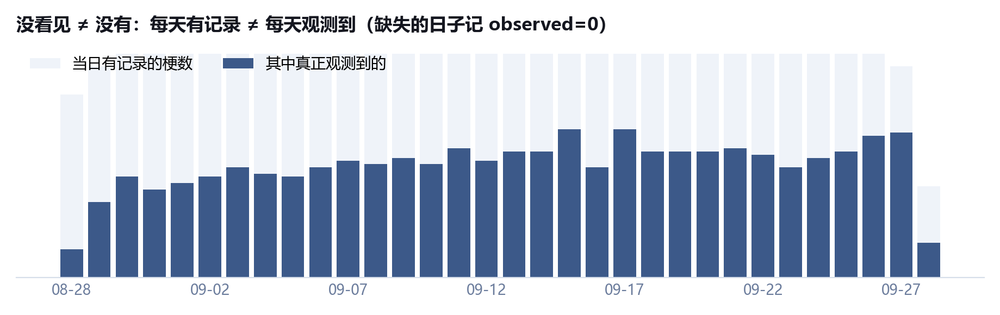 没看见 ≠ 没有：每天有记录 ≠ 每天观测到（缺失的日子记 observed=0）
当日有记录的梗数 其中真正观测到的
08-28 09-02 09-07 09-12 09-17 09-22 09-27